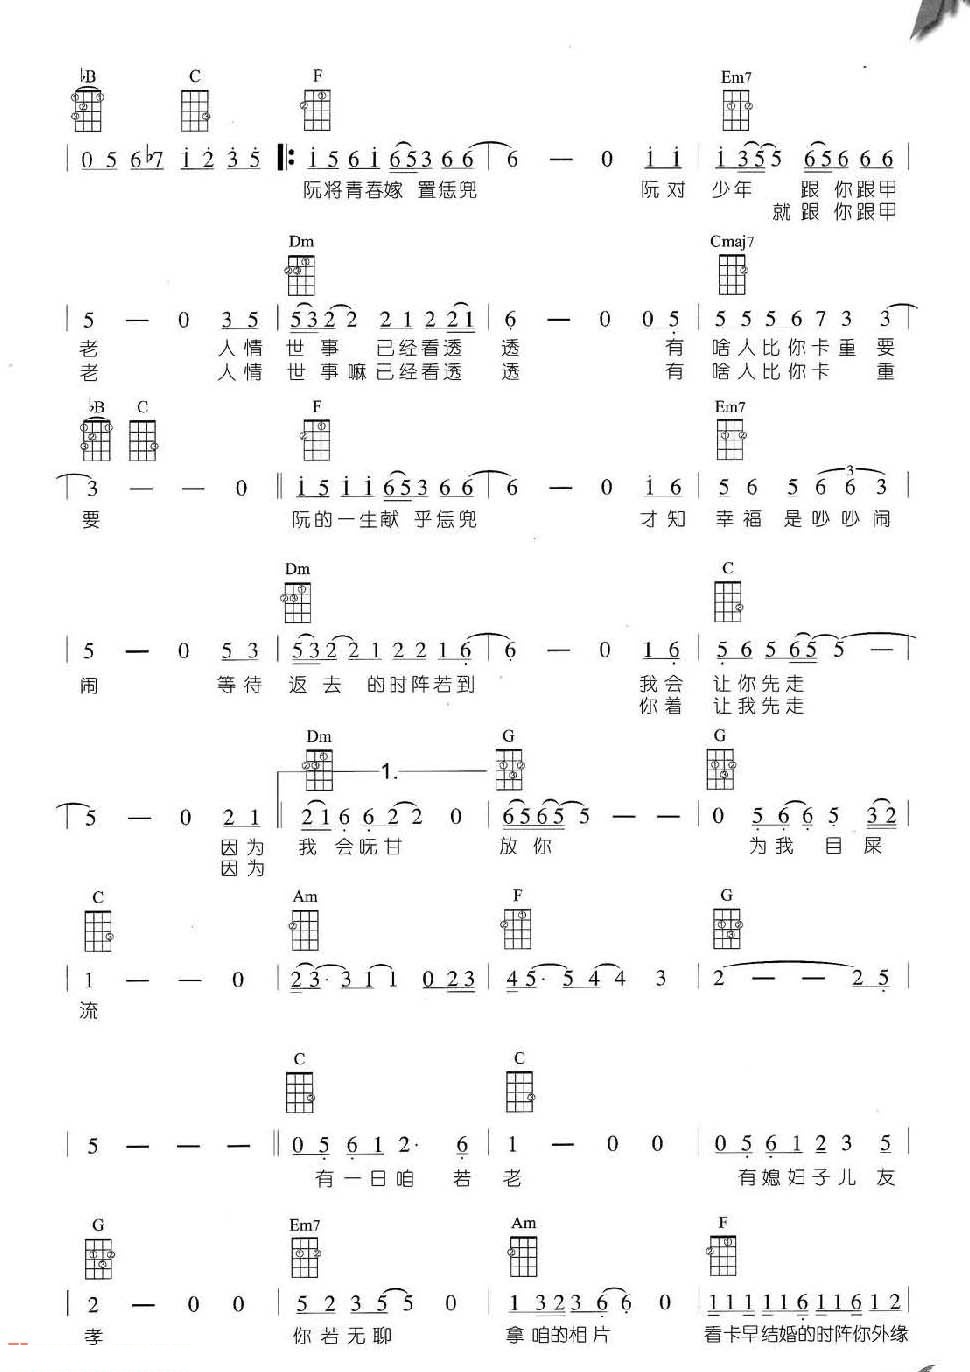 ♭B C F Em7
| 0 5 6 ♭7 i 2 3 5 ‖: i 5 6 i 6 5 3 6 6 | 6 — 0 i i | i 3 5 5 6 5 6 6 6 |
阮将青春嫁 置恁兜 阮对 少年 跟 你跟甲
就跟 你跟甲
Dm Cmaj7
| 5 — 0 3 5 | 5 3 2 2 2 1 2 2 1 | 6 — 0 0 5 | 5 5 5 6 7 3 3 |
老 人情 世事 已经看透 透 有 啥人比你卡重要
老 人情 世事嘛已经看透 透 有 啥人比你卡 重
♭B C F Em7
| 3 — — 0 ‖ i 5 i i 6 5 3 6 6 | 6 — 0 i 6 | 5 6 5 6 6 3 |
3
要 阮的一生献 乎恁兜 才知 幸福 是吵吵闹
Dm C
| 5 — 0 5 3 | 5 3 2 2 1 2 2 1 6 | 6 — 0 1 6 | 5 6 5 6 5 5 — |
闹 等待 返去 的时阵若到 我会 让你先走
你着 让我先走
Dm 1. G G
| 5 — 0 2 1 | 2 1 6 6 2 2 0 | 6 5 6 5 5 — — | 0 5 6 6 5 3 2 |
因为 我 会呒甘 放你 为我 目屎
因为
C Am F G
| 1 — — 0 | 2 3· 3 1 1 0 2 3 | 4 5· 5 4 4 3 | 2 — — 2 5 |
流
C C
| 5 — — — ‖ 0 5 6 1 2· 6 | 1 — 0 0 | 0 5 6 1 2 3 5 |
有一日咱 若 老 有媳妇子儿友
G Em7 Am F
| 2 — 0 0 | 5 2 3 5 5 0 | 1 3 2 3 6 6 0 | 1 1 1 1 1 6 1 1 6 1 2 |
孝 你若无聊 拿咱的相片 看卡早结婚的时阵你外缘